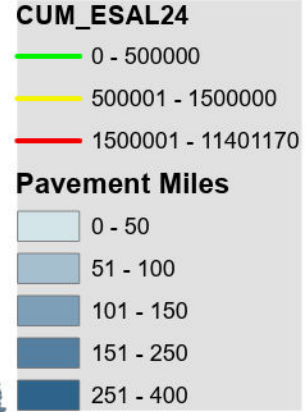 CUM_ESAL24
0 - 500000
500001 - 1500000
1500001 - 11401170
Pavement Miles
0 - 50
51 - 100
101 - 150
151 - 250
251 - 400